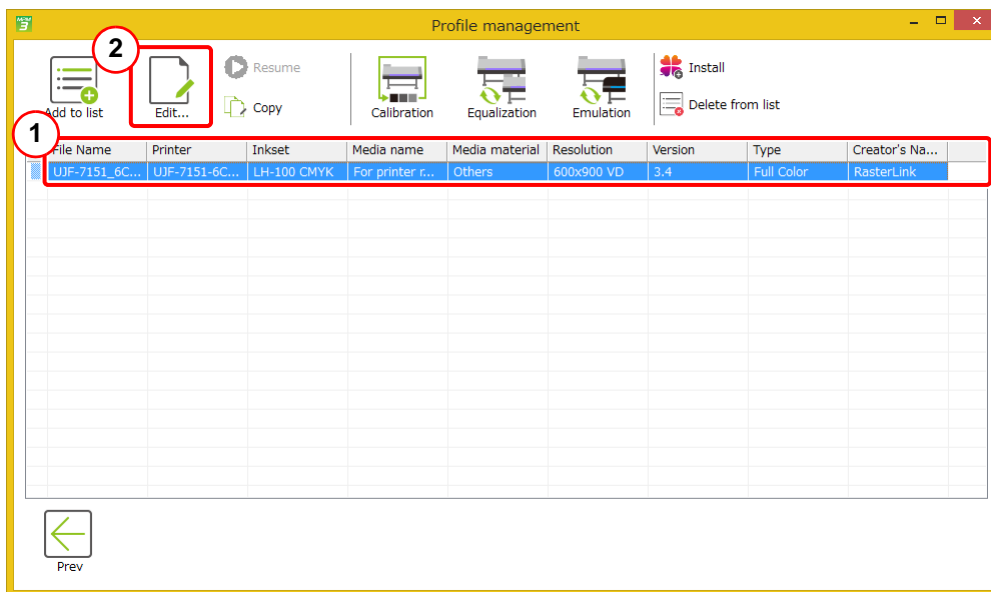 MPM
3
Profile management
2
Resume
Install
Copy
Delete from list
Add to list
Edit...
Calibration
Equalization
Emulation
1
File Name Printer Inkset Media name Media material Resolution Version Type Creator's Na...
UJF-7151_6C... UJF-7151-6C... LH-100 CMYK For printer r... Others 600x900 VD 3.4 Full Color RasterLink
Prev